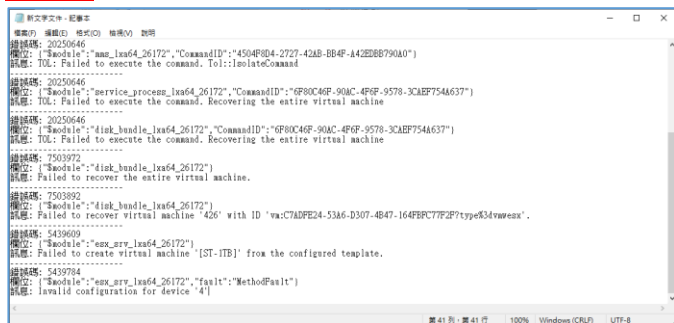 新文字文件 - 記事本
檔案(F) 編輯(E) 格式(O) 檢視(V) 說明
錯誤碼: 20250646
欄位: {"$module":"mms_lxa64_26172","CommandID":"4504F8D4-2727-42AB-BB4F-A42EDBB790A0"}
訊息: TOL: Failed to execute the command. Tol::IsolateCommand
------------------------
錯誤碼: 20250646
欄位: {"$module":"service_process_lxa64_26172","CommandID":"6F80C46F-90AC-4F6F-9578-3CAEF754A637"}
訊息: TOL: Failed to execute the command. Recovering the entire virtual machine
------------------------
錯誤碼: 20250646
欄位: {"$module":"disk_bundle_lxa64_26172","CommandID":"6F80C46F-90AC-4F6F-9578-3CAEF754A637"}
訊息: TOL: Failed to execute the command. Recovering the entire virtual machine
------------------------
錯誤碼: 7503972
欄位: {"$module":"disk_bundle_lxa64_26172"}
訊息: Failed to recover the entire virtual machine.
------------------------
錯誤碼: 7503892
欄位: {"$module":"disk_bundle_lxa64_26172"}
訊息: Failed to recover virtual machine '426' with ID 'vm:C7ADFE24-53A6-D307-4B47-164FBFC77F2F?type%3dvmwesx'.
------------------------
錯誤碼: 5439609
欄位: {"$module":"esx_srv_lxa64_26172"}
訊息: Failed to create virtual machine '[ST-1TB]' from the configured template.
------------------------
錯誤碼: 5439784
欄位: {"$module":"esx_srv_lxa64_26172","fault":"MethodFault"}
訊息: Invalid configuration for device '4'
第 41 列，第 41 行 100% Windows (CRLF) UTF-8